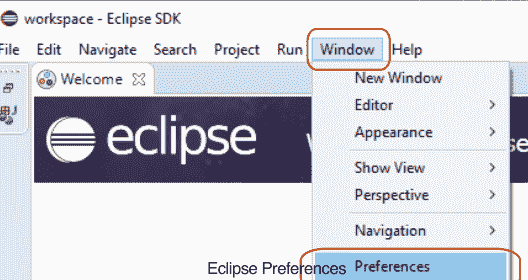 workspace - Eclipse SDK
File Edit Navigate Search Project Run Window Help
Welcome
New Window
Editor
Appearance
eclipse
Show View
Perspective
Navigation
Eclipse Preferences
Preferences